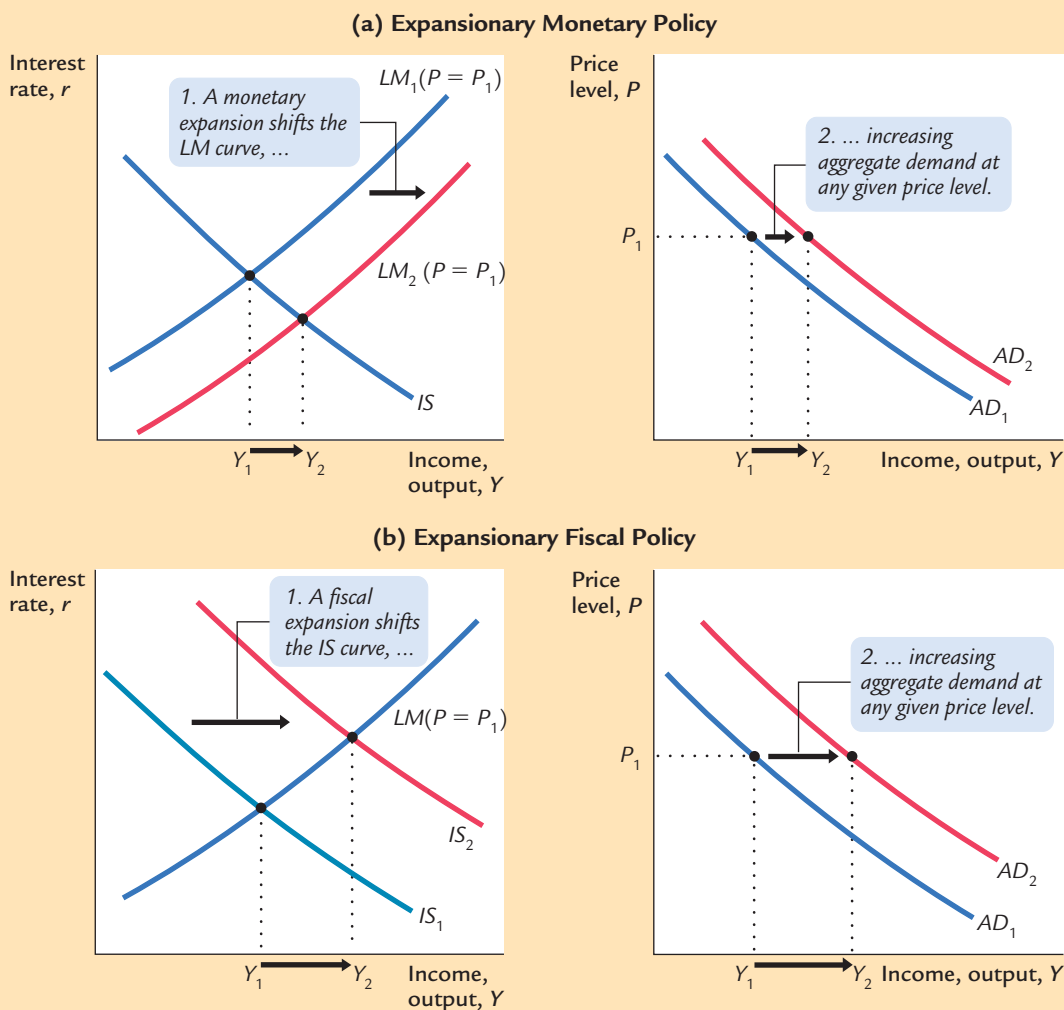 (a) Expansionary Monetary Policy
Interest
rate, r
LM₁(P = P₁)
1. A monetary
expansion shifts the
LM curve, ...
LM₂ (P = P₁)
IS
Y₁
Y₂
Income,
output, Y
Price
level, P
2. ... increasing
aggregate demand at
any given price level.
P₁
AD₂
AD₁
Y₁
Y₂
Income, output, Y
(b) Expansionary Fiscal Policy
Interest
rate, r
1. A fiscal
expansion shifts
the IS curve, ...
LM(P = P₁)
IS₂
IS₁
Y₁
Y₂
Income,
output, Y
Price
level, P
2. ... increasing
aggregate demand at
any given price level.
P₁
AD₂
AD₁
Y₁
Y₂
Income, output, Y